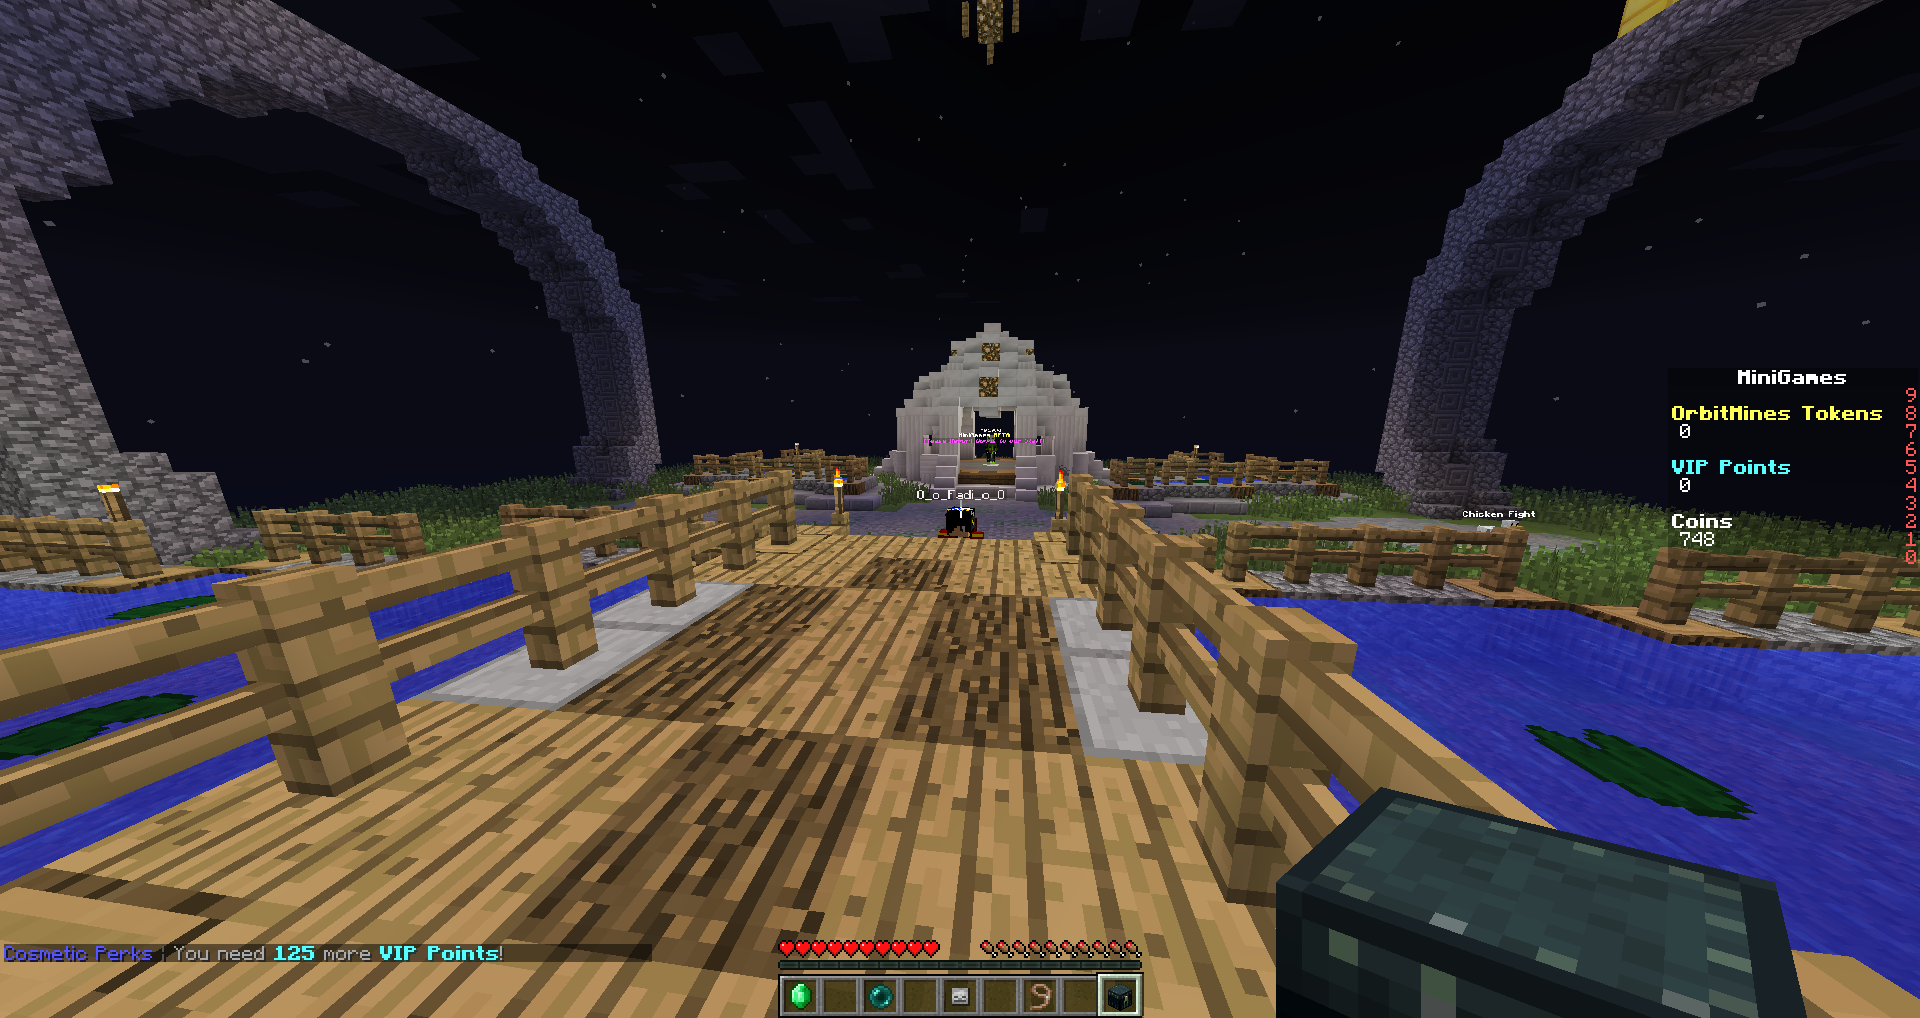 MiniGames
9
OrbitMines Tokens 8
0 7
6
VIP Points 5
0 4
3
Coins 2
748 1
0
MiniGames
O_o_Fadi_o_O
Chicken Fight
Cosmetic Perks | You need 125 more VIP Points!